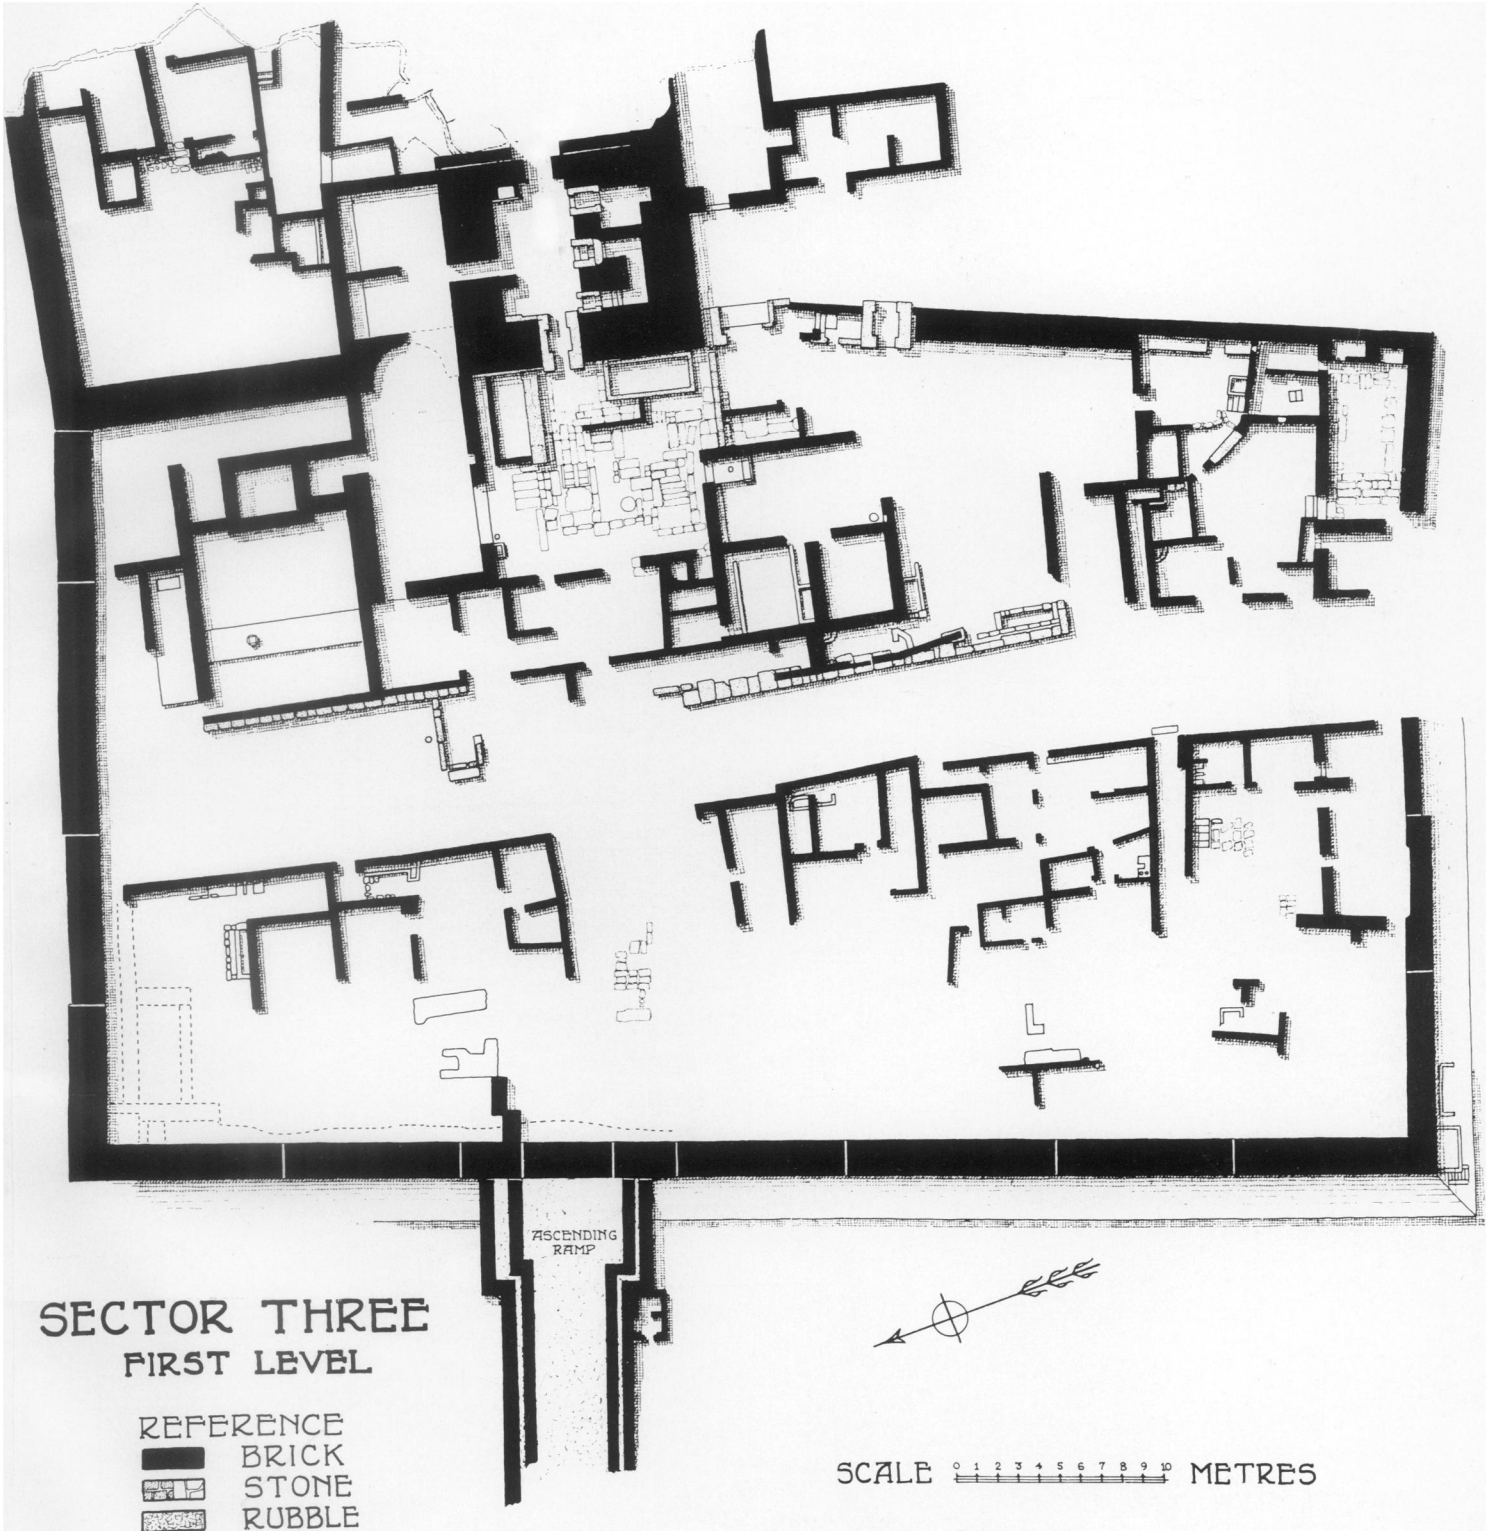 ASCENDING
RAMP
SECTOR THREE
FIRST LEVEL
REFERENCE
BRICK
STONE
RUBBLE
SCALE 0 1 2 3 4 5 6 7 8 9 10 METRES